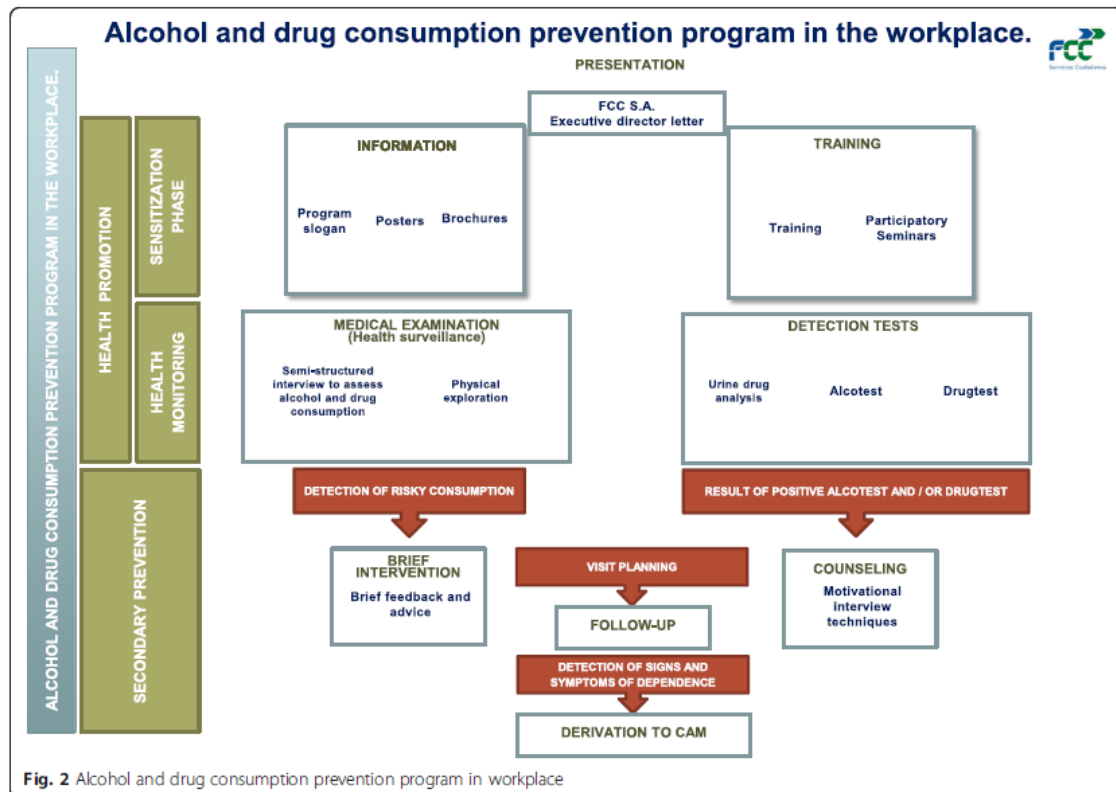 Alcohol and drug consumption prevention program in the workplace.
FCC
Servicios Ciudadanos
PRESENTATION
FCC S.A.
Executive director letter
ALCOHOL AND DRUG CONSUMPTION PREVENTION PROGRAM IN THE WORKPLACE.
HEALTH PROMOTION
SENSITIZATION
PHASE
INFORMATION
Program
slogan
Posters
Brochures
TRAINING
Training
Participatory
Seminars
HEALTH
MONITORING
MEDICAL EXAMINATION
(Health surveillance)
Semi-structured
interview to assess
alcohol and drug
consumption
Physical
exploration
DETECTION TESTS
Urine drug
analysis
Alcotest
Drugtest
SECONDARY PREVENTION
DETECTION OF RISKY CONSUMPTION
RESULT OF POSITIVE ALCOTEST AND / OR DRUGTEST
BRIEF
INTERVENTION
Brief feedback and
advice
VISIT PLANNING
FOLLOW-UP
COUNSELING
Motivational
interview
techniques
DETECTION OF SIGNS AND
SYMPTOMS OF DEPENDENCE
DERIVATION TO CAM
Fig. 2 Alcohol and drug consumption prevention program in workplace